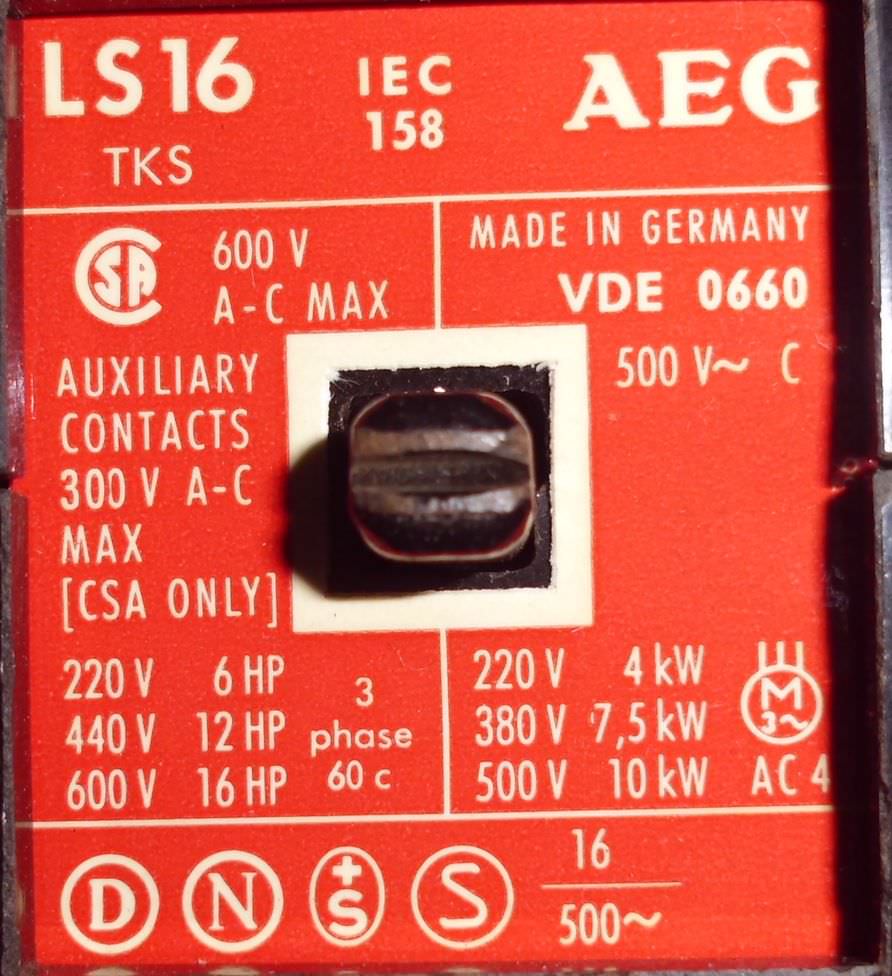 LS16 IEC AEG
158
TKS
CSA 600 V
A-C MAX
MADE IN GERMANY
VDE 0660
AUXILIARY
CONTACTS
300 V A-C
MAX
[CSA ONLY]
500 V~ C
220 V 6 HP
440 V 12 HP
600 V 16 HP
3
phase
60 c
220 V 4 kW
380 V 7,5 kW
500 V 10 kW
M
3~
AC 4
D N +S S
16
500~